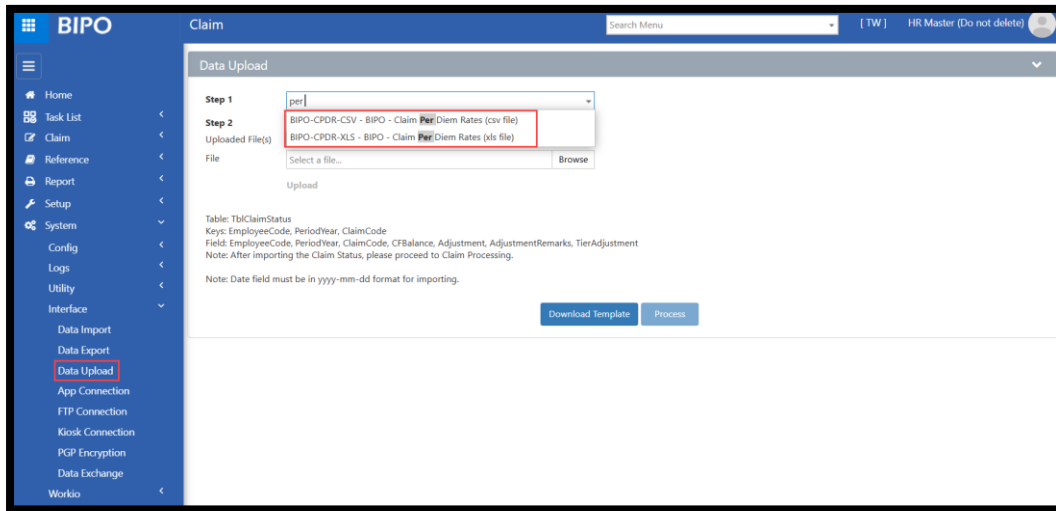 BIPO
Claim
Search Menu
[ TW ]
HR Master (Do not delete)
Home
Task List
Claim
Reference
Report
Setup
System
Config
Logs
Utility
Interface
Data Import
Data Export
Data Upload
App Connection
FTP Connection
Kiosk Connection
PGP Encryption
Data Exchange
Workio
Data Upload
Step 1
per
BIPO-CPDR-CSV - BIPO - Claim Per Diem Rates (csv file)
BIPO-CPDR-XLS - BIPO - Claim Per Diem Rates (xls file)
Step 2
Uploaded File(s)
File
Select a file...
Browse
Upload
Table: TblClaimStatus
Keys: EmployeeCode, PeriodYear, ClaimCode
Field: EmployeeCode, PeriodYear, ClaimCode, CFBalance, Adjustment, AdjustmentRemarks, TierAdjustment
Note: After importing the Claim Status, please proceed to Claim Processing.
Note: Date field must be in yyyy-mm-dd format for importing.
Download Template
Process